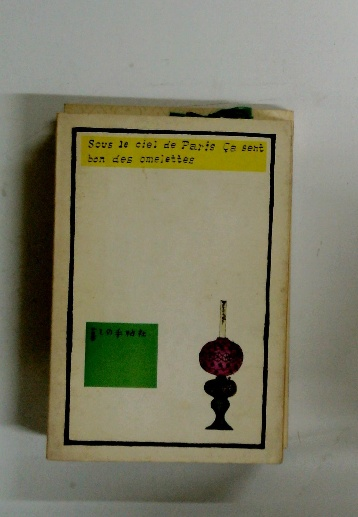 Sous le ciel de Paris Ça sent
bon des omelettes